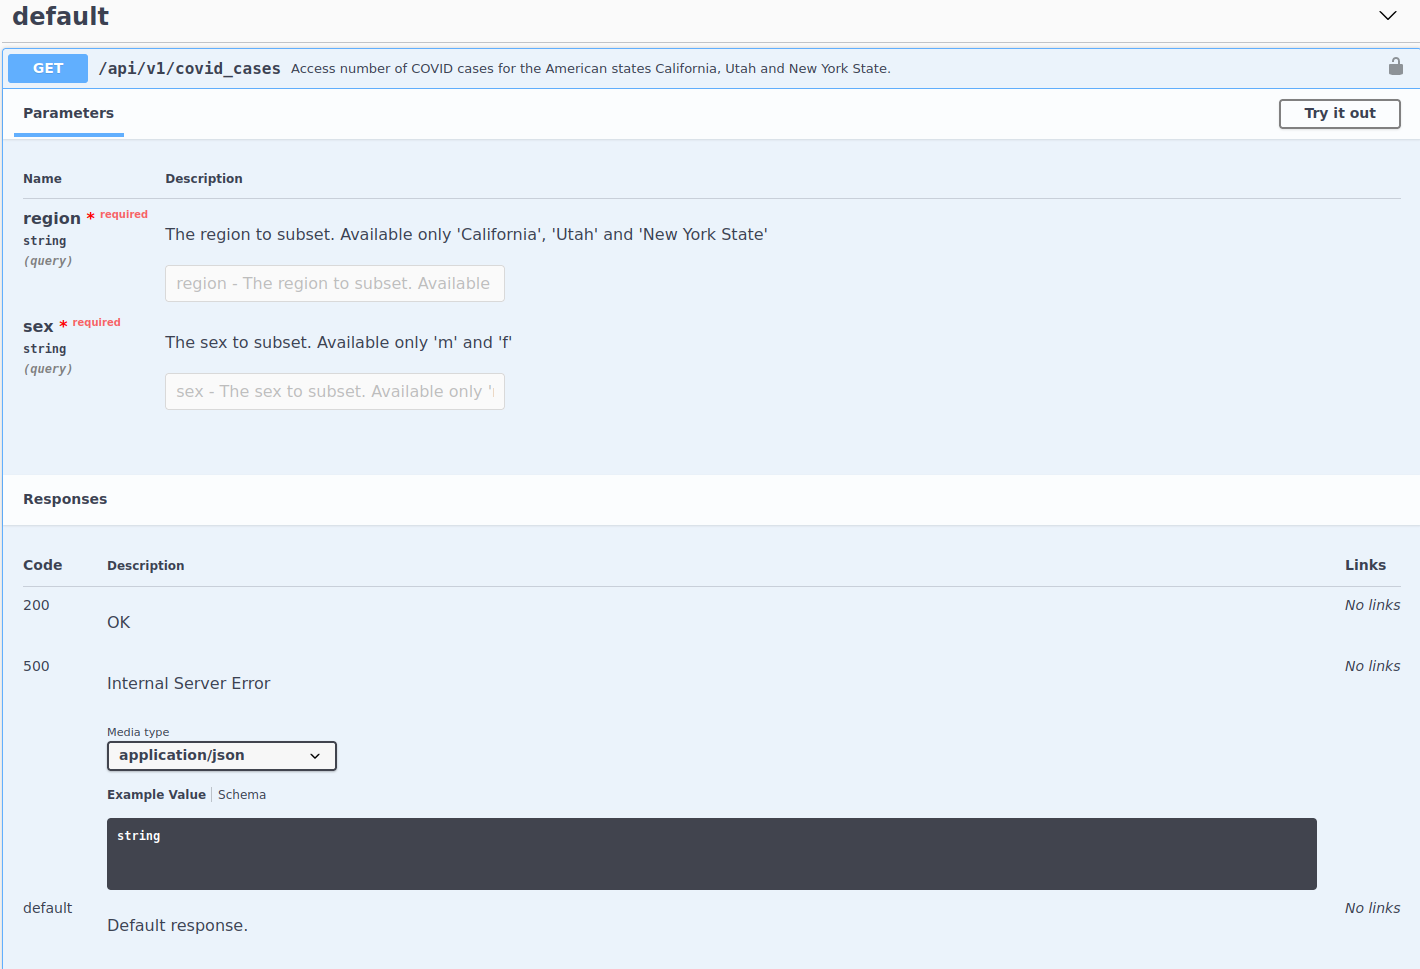 default
GET /api/v1/covid_cases Access number of COVID cases for the American states California, Utah and New York State.
Parameters Try it out
Name Description
region * required
string
(query)
The region to subset. Available only 'California', 'Utah' and 'New York State'
region - The region to subset. Available
sex * required
string
(query)
The sex to subset. Available only 'm' and 'f'
sex - The sex to subset. Available only '
Responses
Code Description Links
200 No links
OK
500 No links
Internal Server Error
Media type
application/json
Example Value Schema
string
default No links
Default response.